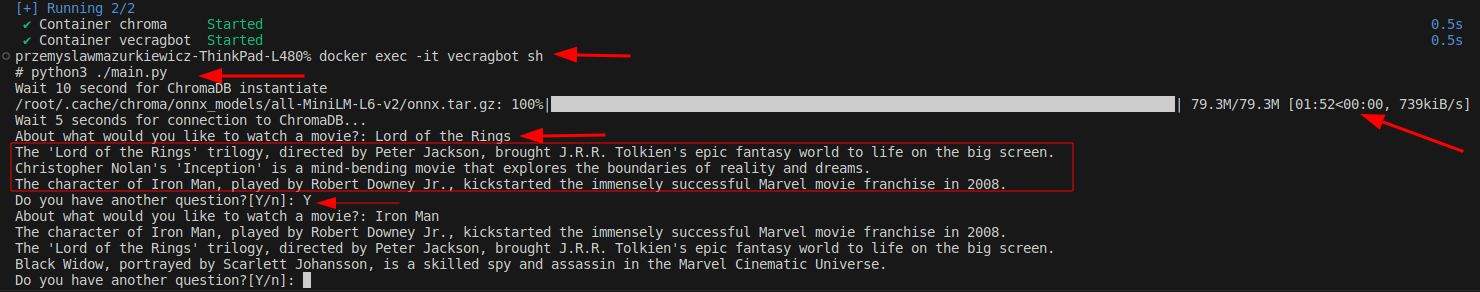 [+] Running 2/2
✔ Container chroma Started 0.5s
✔ Container vecragbot Started 0.5s
przemyslawmazurkiewicz-ThinkPad-L480% docker exec -it vecragbot sh
# python3 ./main.py
Wait 10 second for ChromaDB instantiate
/root/.cache/chroma/onnx_models/all-MiniLM-L6-v2/onnx.tar.gz: 100%|| 79.3M/79.3M [01:52<00:00, 739kiB/s]
Wait 5 seconds for connection to ChromaDB...
About what would you like to watch a movie?: Lord of the Rings
The 'Lord of the Rings' trilogy, directed by Peter Jackson, brought J.R.R. Tolkien's epic fantasy world to life on the big screen.
Christopher Nolan's 'Inception' is a mind-bending movie that explores the boundaries of reality and dreams.
The character of Iron Man, played by Robert Downey Jr., kickstarted the immensely successful Marvel movie franchise in 2008.
Do you have another question?[Y/n]: Y
About what would you like to watch a movie?: Iron Man
The character of Iron Man, played by Robert Downey Jr., kickstarted the immensely successful Marvel movie franchise in 2008.
The 'Lord of the Rings' trilogy, directed by Peter Jackson, brought J.R.R. Tolkien's epic fantasy world to life on the big screen.
Black Widow, portrayed by Scarlett Johansson, is a skilled spy and assassin in the Marvel Cinematic Universe.
Do you have another question?[Y/n]: